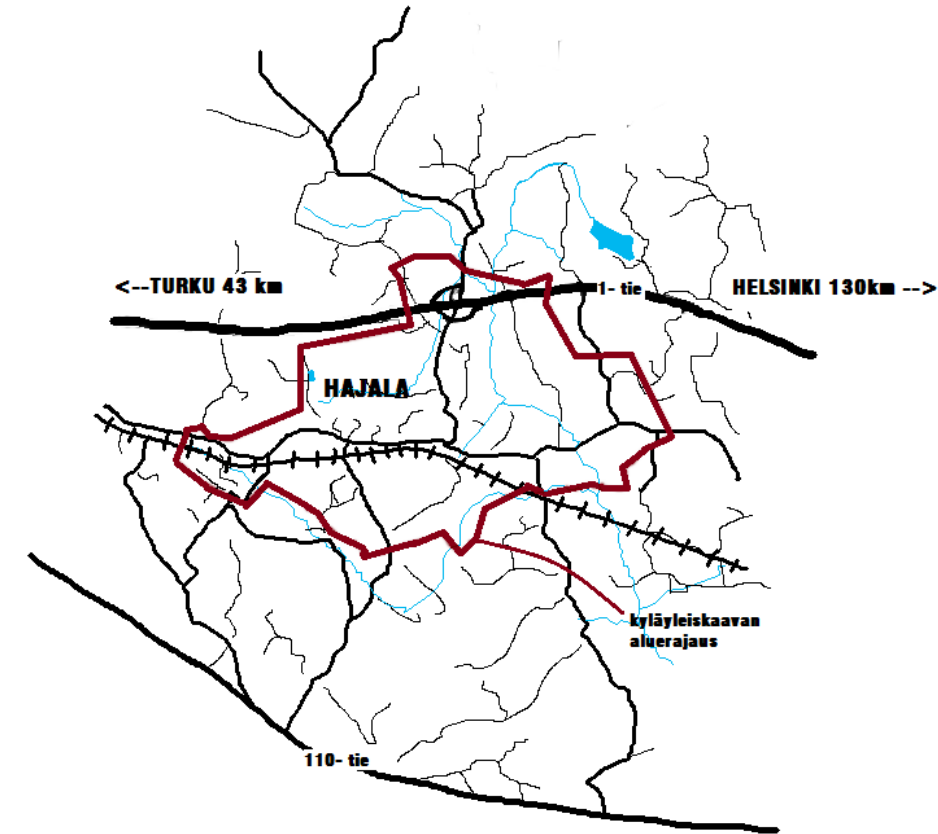 <--TURKU 43 km
1- tie
HELSINKI 130km -->
HAJALA
kyläyleiskaavan
aluerajaus
110- tie